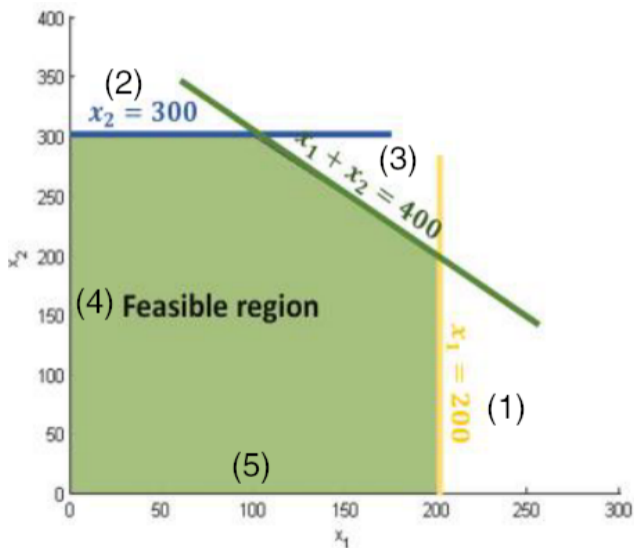 400
350
(2)
x₂ = 300
300
(3)
x₁ + x₂ = 400
250
200
x₂
(4) Feasible region
150
x₁ = 200
(1)
100
50
(5)
0
0 50 100 150 200 250 300
x₁